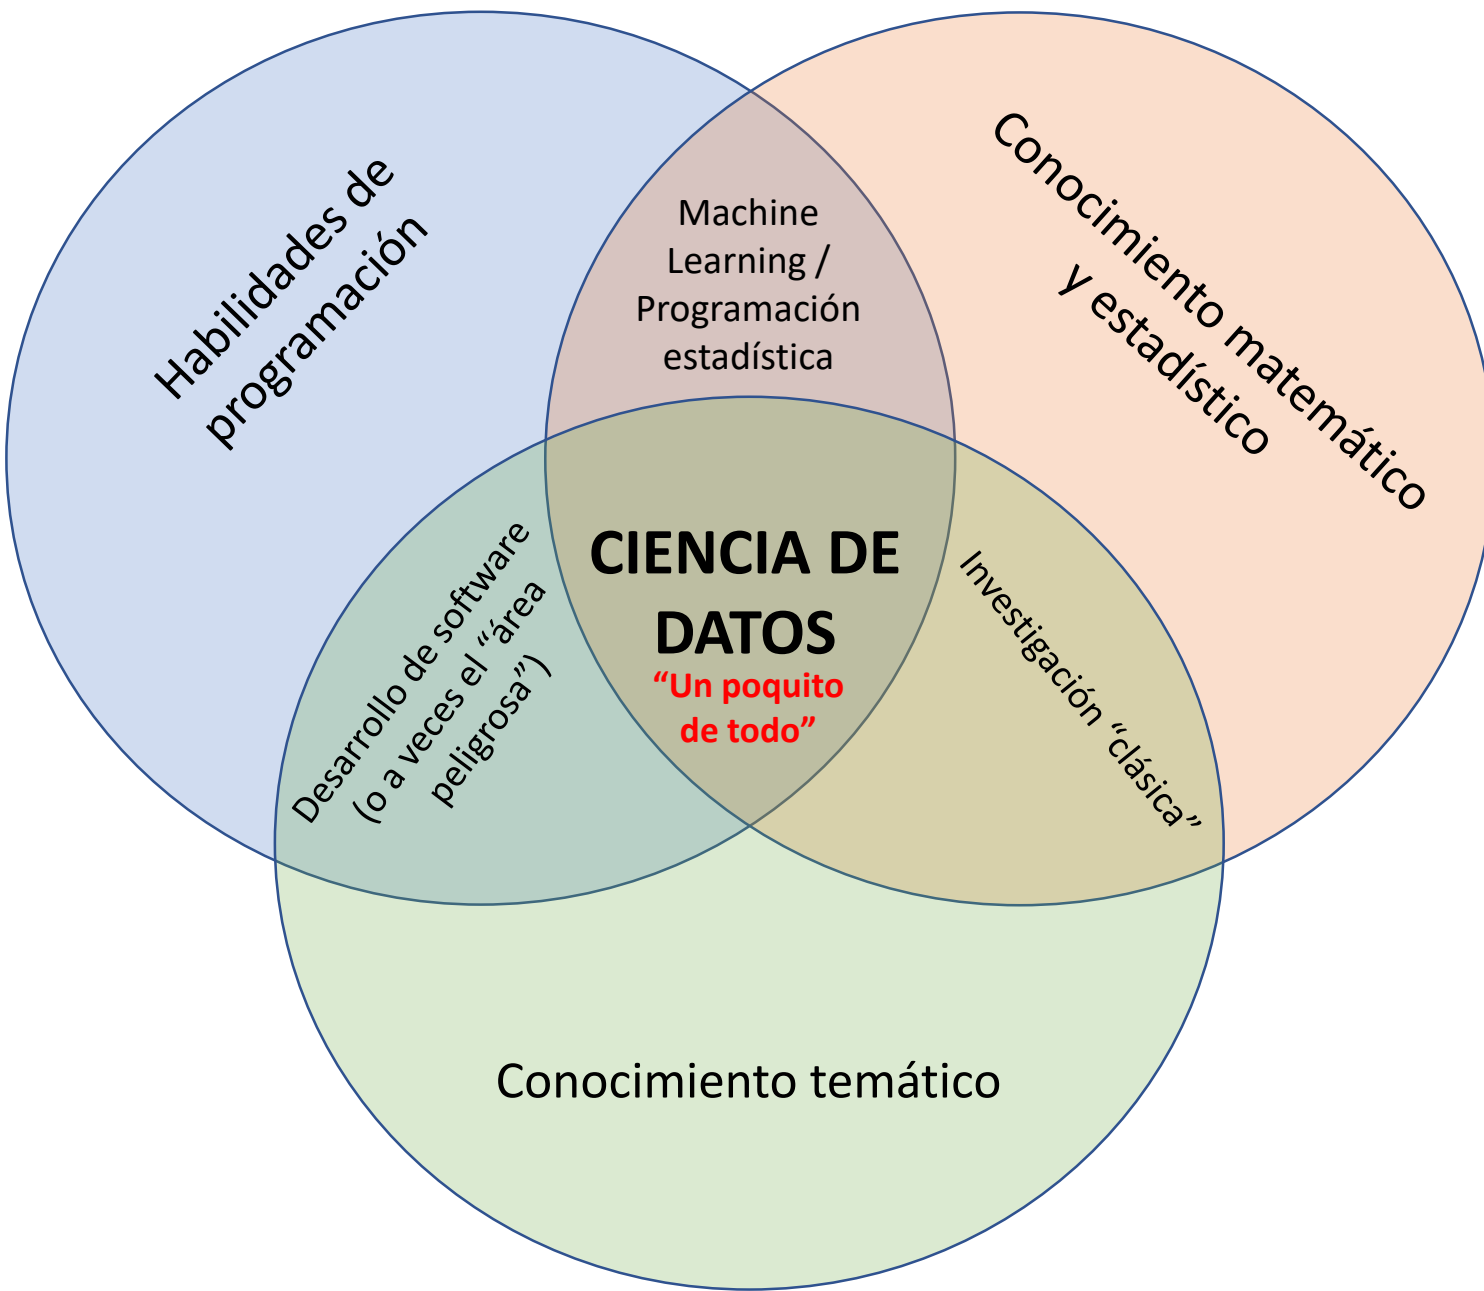 Habilidades de
programación
Machine
Learning /
Programación
estadística
Conocimiento matemático
y estadístico
Desarrollo de software
(o a veces el “área
peligrosa”)
CIENCIA DE
DATOS
“Un poquito
de todo”
Investigación “clásica”
Conocimiento temático